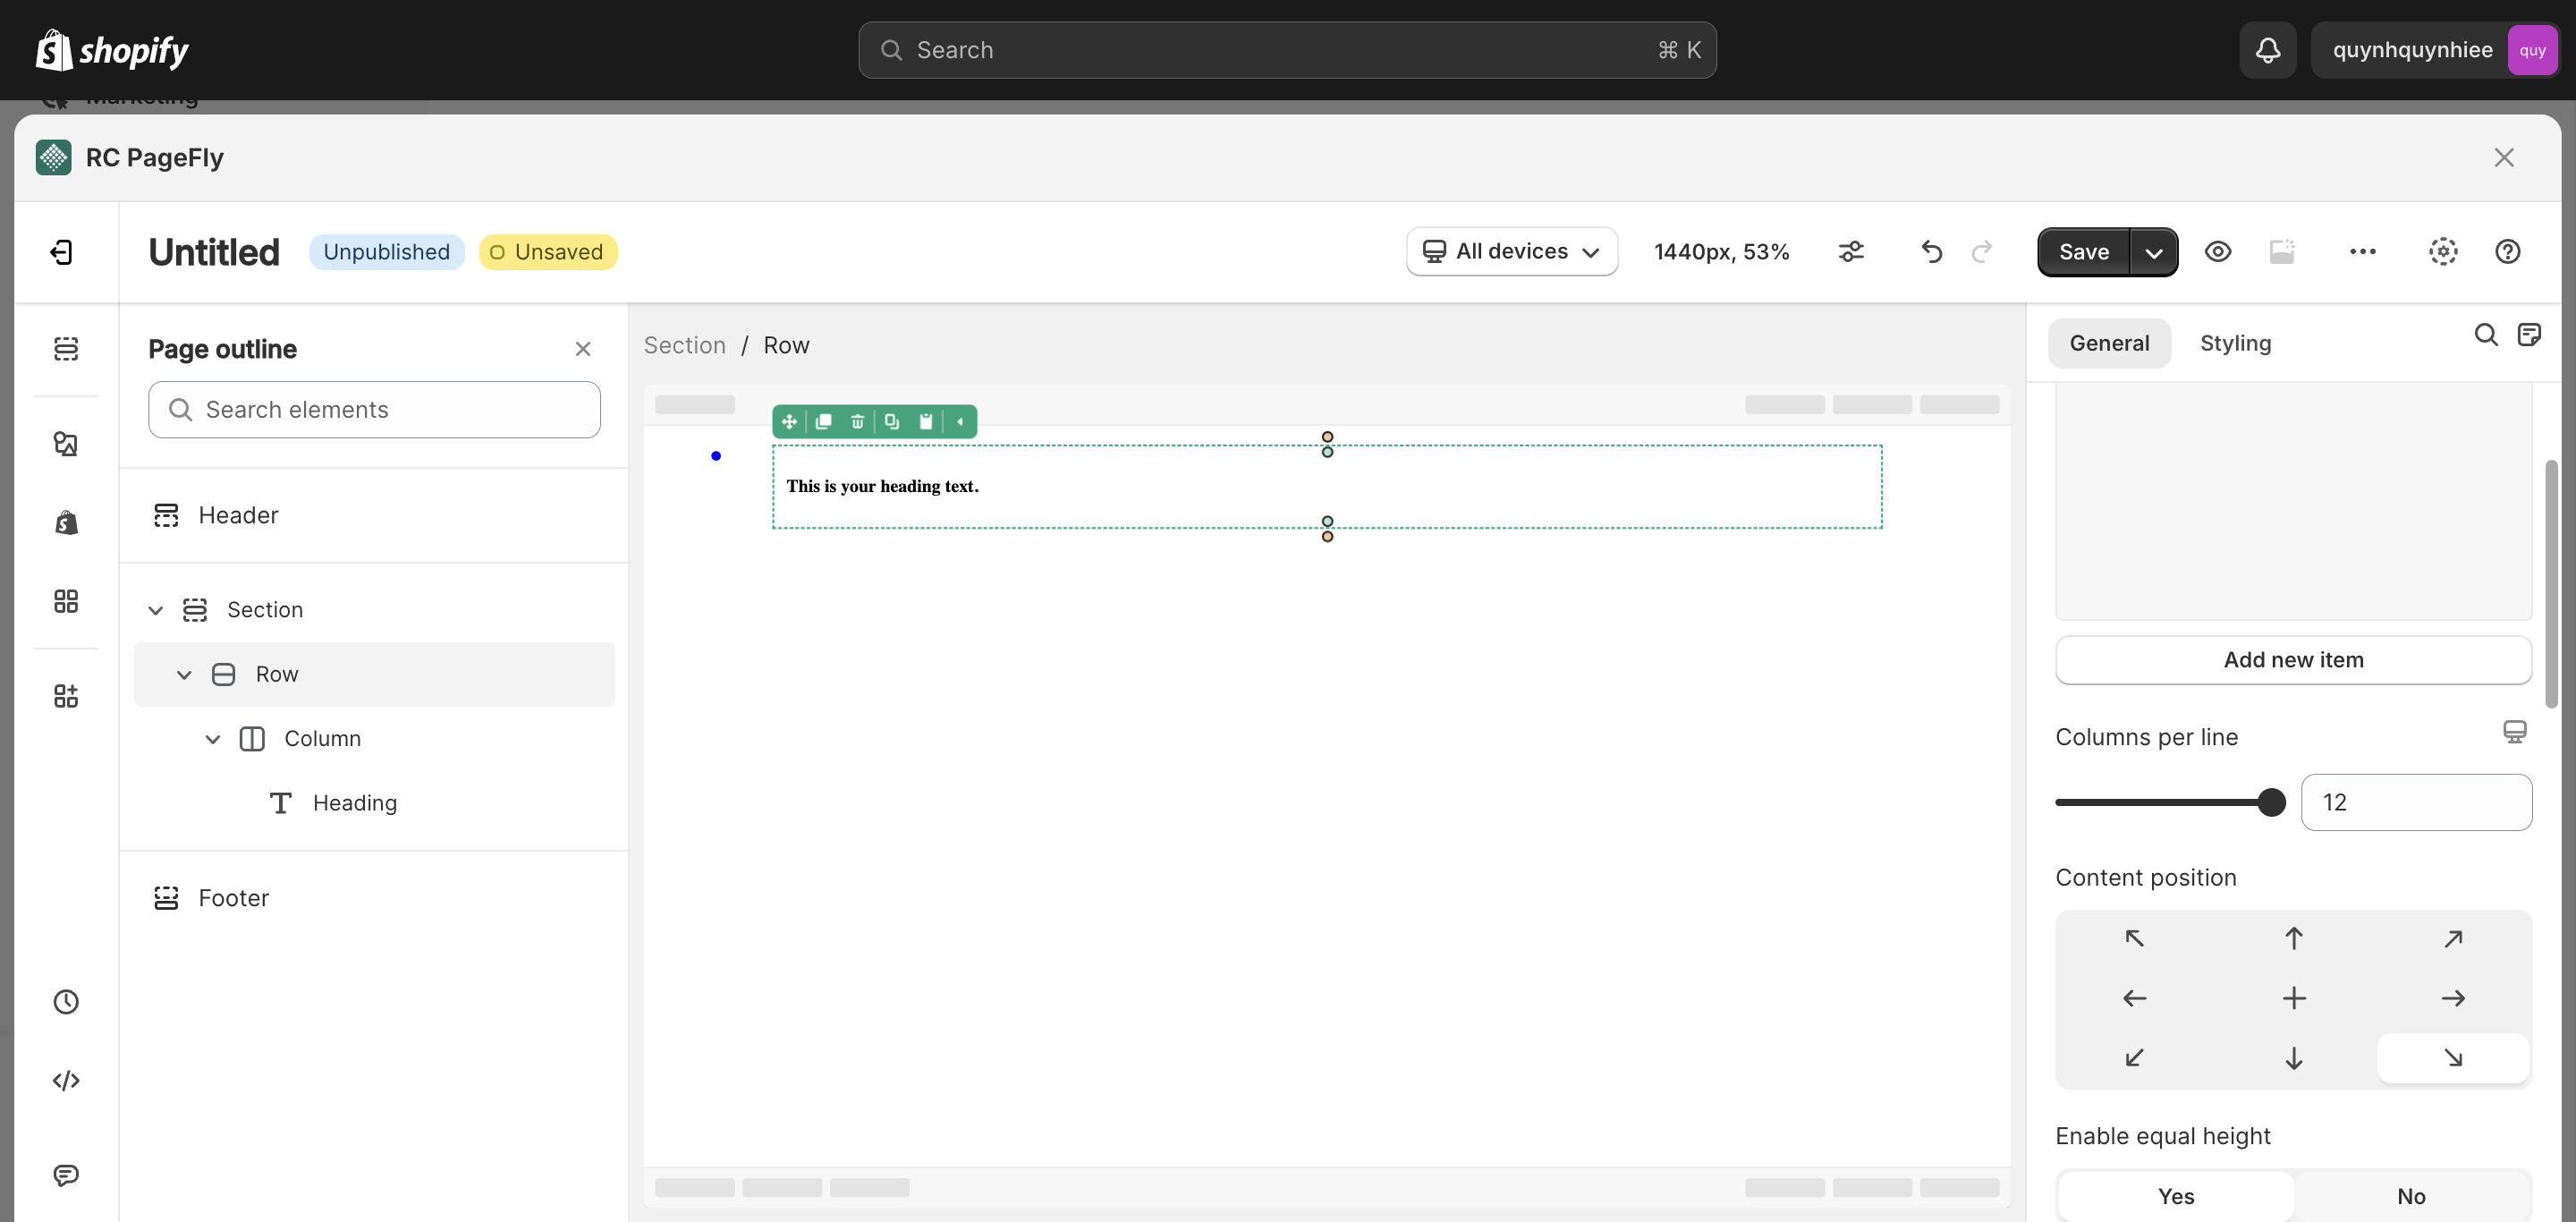 shopify
Search
⌘ K
quynhquynhiee
quy
Marketing
RC PageFly
Untitled
Unpublished
Unsaved
All devices
1440px, 53%
Save
Page outline
Search elements
Header
Section
Row
Column
Heading
Footer
Section / Row
This is your heading text.
General
Styling
Add new item
Columns per line
12
Content position
Enable equal height
Yes
No